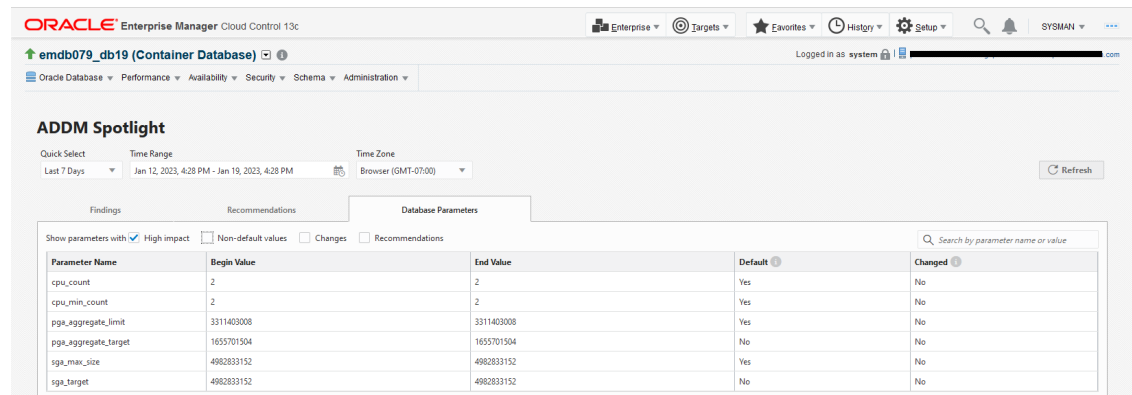 ORACLE Enterprise Manager Cloud Control 13c Enterprise Targets Favorites History Setup SYSMAN
emdb079_db19 (Container Database) Logged in as system .com
Oracle Database Performance Availability Security Schema Administration
ADDM Spotlight
Quick Select Time Range Time Zone
Last 7 Days Jan 12, 2023, 4:28 PM - Jan 19, 2023, 4:28 PM Browser (GMT-07:00) Refresh
Findings Recommendations Database Parameters
Show parameters with High impact Non-default values Changes Recommendations Search by parameter name or value
Parameter Name Begin Value End Value Default Changed
cpu_count 2 2 Yes No
cpu_min_count 2 2 Yes No
pga_aggregate_limit 3311403008 3311403008 Yes No
pga_aggregate_target 1655701504 1655701504 No No
sga_max_size 4982833152 4982833152 Yes No
sga_target 4982833152 4982833152 No No